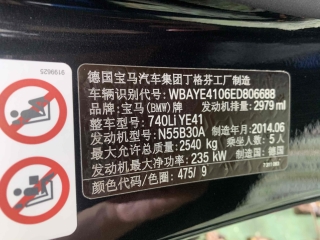 德国宝马汽车集团丁格芬工厂制造
车辆识别代号: WBAYE4106ED806688
品牌: 宝马(BMW)牌 发动机排量: 2979 ml
整车型号: 740Li YE41
发动机型号: N55B30A 制造年月: 2014.06
最大允许总质量: 2540 kg 乘坐人数: 5 人
发动机最大净功率: 235 kW 制造国: 德国
颜色代号/色圈: 475/ 9